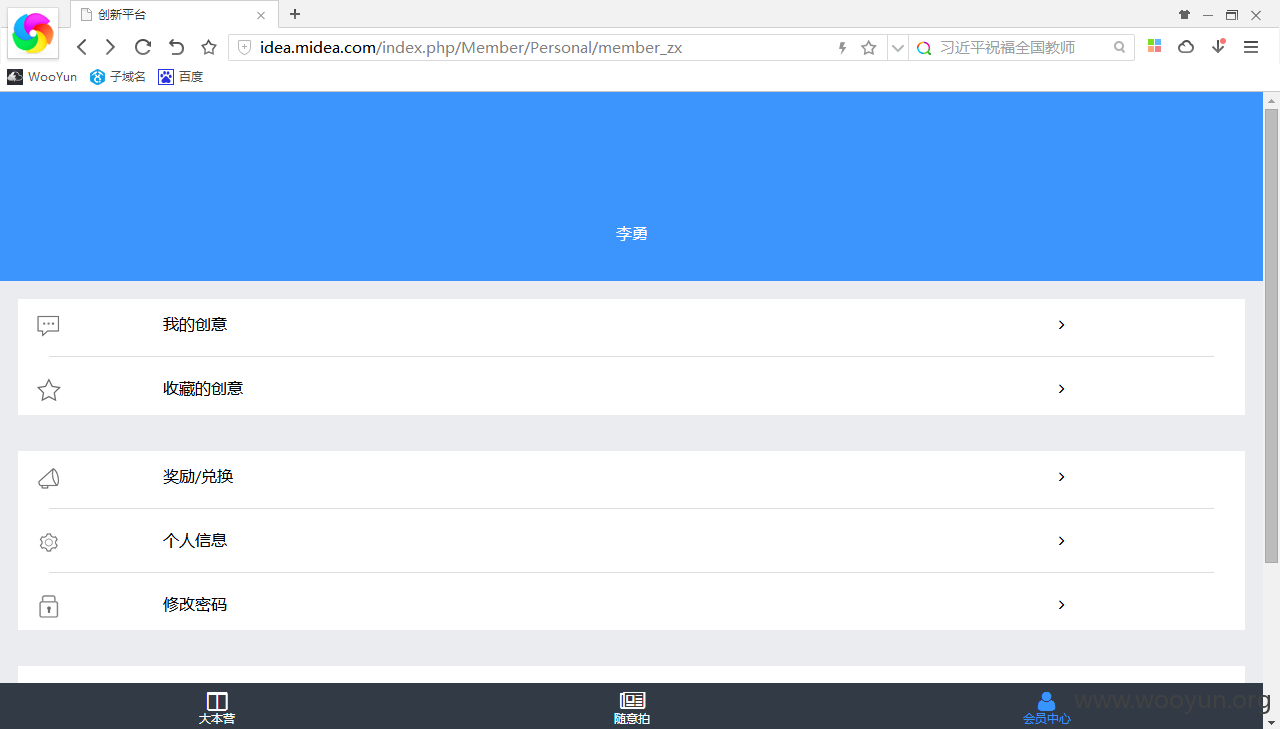 创新平台
idea.midea.com/index.php/Member/Personal/member_zx
习近平祝福全国教师
WooYun 子域名 百度
李勇
我的创意
收藏的创意
奖励/兑换
个人信息
修改密码
大本营 随意拍 会员中心
www.wooyun.org